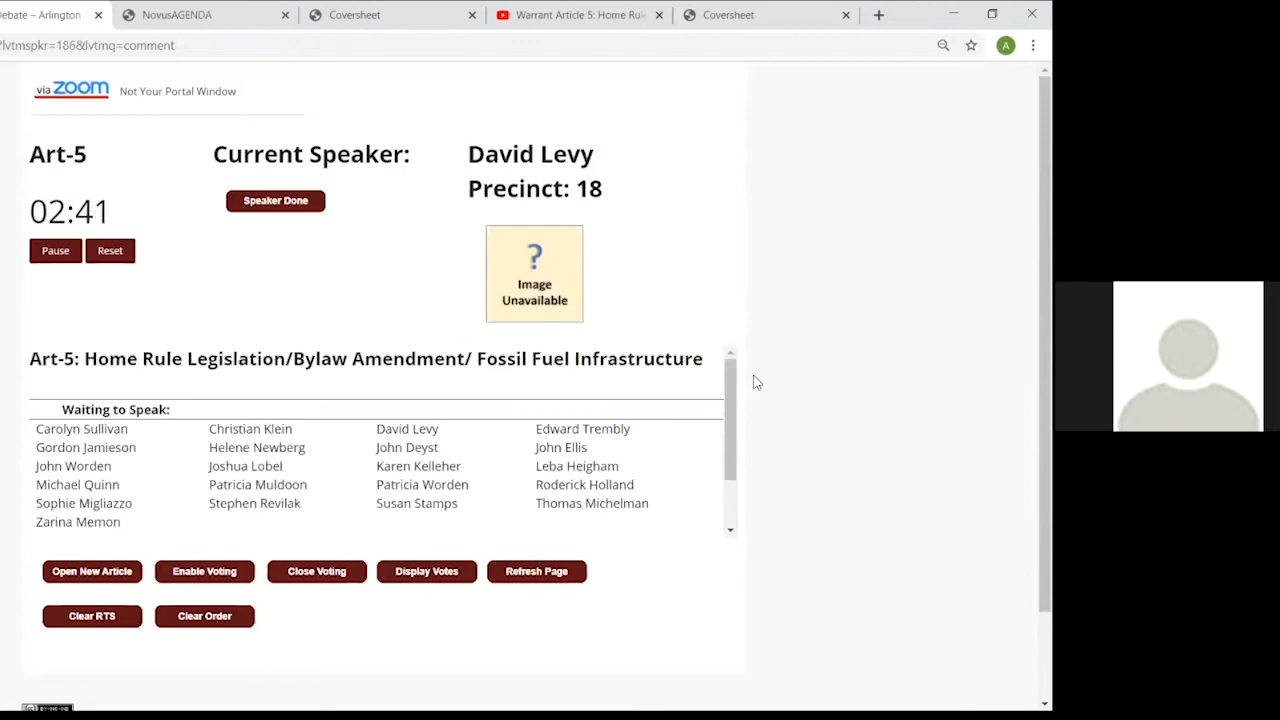 Debate – Arlington
NovusAGENDA
Coversheet
Warrant Article 5: Home Rul
Coversheet
?lvtmspkr=186&lvtmq=comment
A
via zoom Not Your Portal Window
Art-5 Current Speaker: David Levy
Precinct: 18
Speaker Done
02:41
Pause Reset
?
Image
Unavailable
Art-5: Home Rule Legislation/Bylaw Amendment/ Fossil Fuel Infrastructure
Waiting to Speak:
Carolyn Sullivan Christian Klein David Levy Edward Trembly
Gordon Jamieson Helene Newberg John Deyst John Ellis
John Worden Joshua Lobel Karen Kelleher Leba Heigham
Michael Quinn Patricia Muldoon Patricia Worden Roderick Holland
Sophie Migliazzo Stephen Revilak Susan Stamps Thomas Michelman
Zarina Memon
Open New Article Enable Voting Close Voting Display Votes Refresh Page
Clear RTS Clear Order